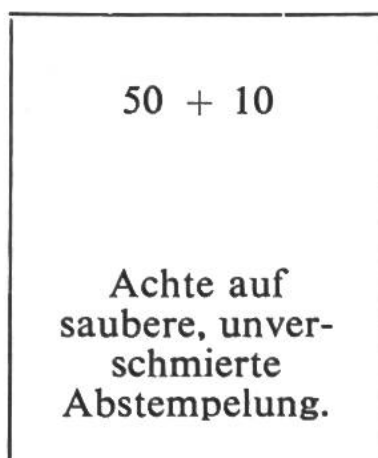 50 + 10
Achte auf
saubere, unver-
schmierte
Abstempelung.